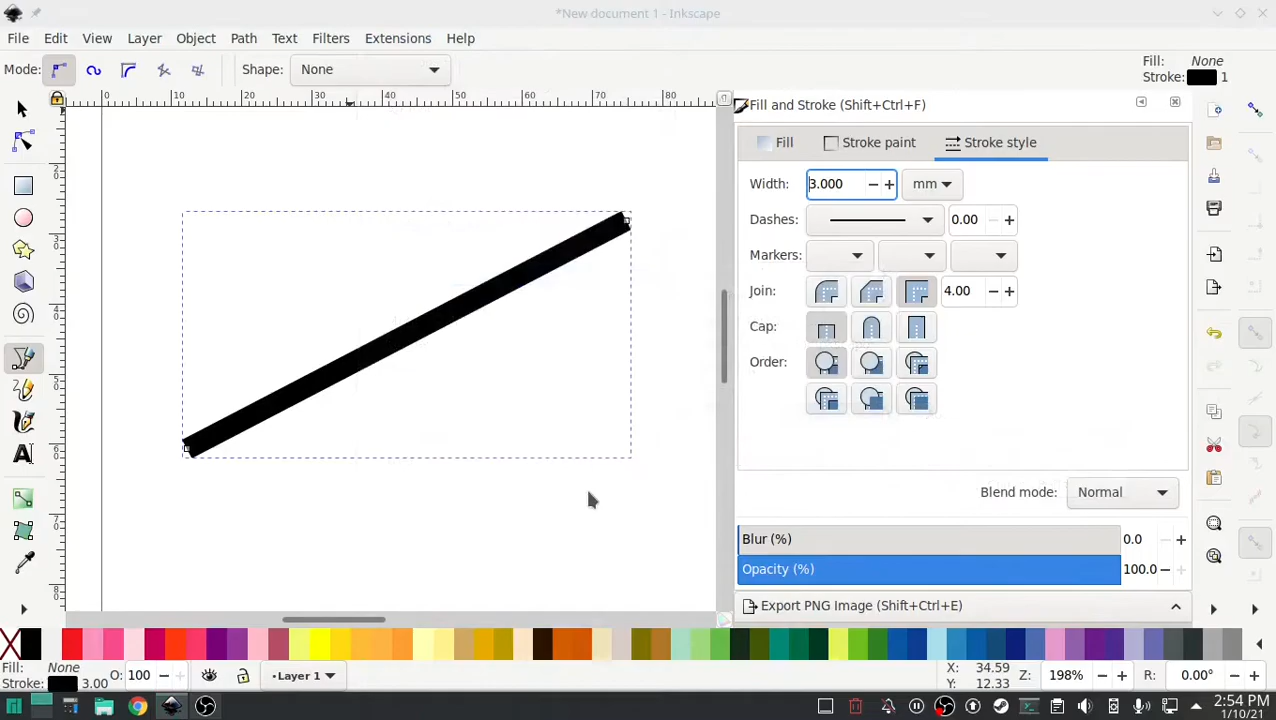 *New document 1 - Inkscape
File Edit View Layer Object Path Text Filters Extensions Help
Mode: Shape: None
Fill: None
Stroke: 1
0 10 20 30 40 50 60 70 80
Fill and Stroke (Shift+Ctrl+F)
Fill Stroke paint Stroke style
Width: 3.000 mm
Dashes: 0.00
Markers:
Join: 4.00
Cap:
Order:
Blend mode: Normal
Blur (%) 0.0
Opacity (%) 100.0
Export PNG Image (Shift+Ctrl+E)
Fill: None
Stroke: 3.00
O: 100
•Layer 1
X: 34.59
Y: 12.33
Z: 198%
R: 0.00°
2:54 PM
1/10/21